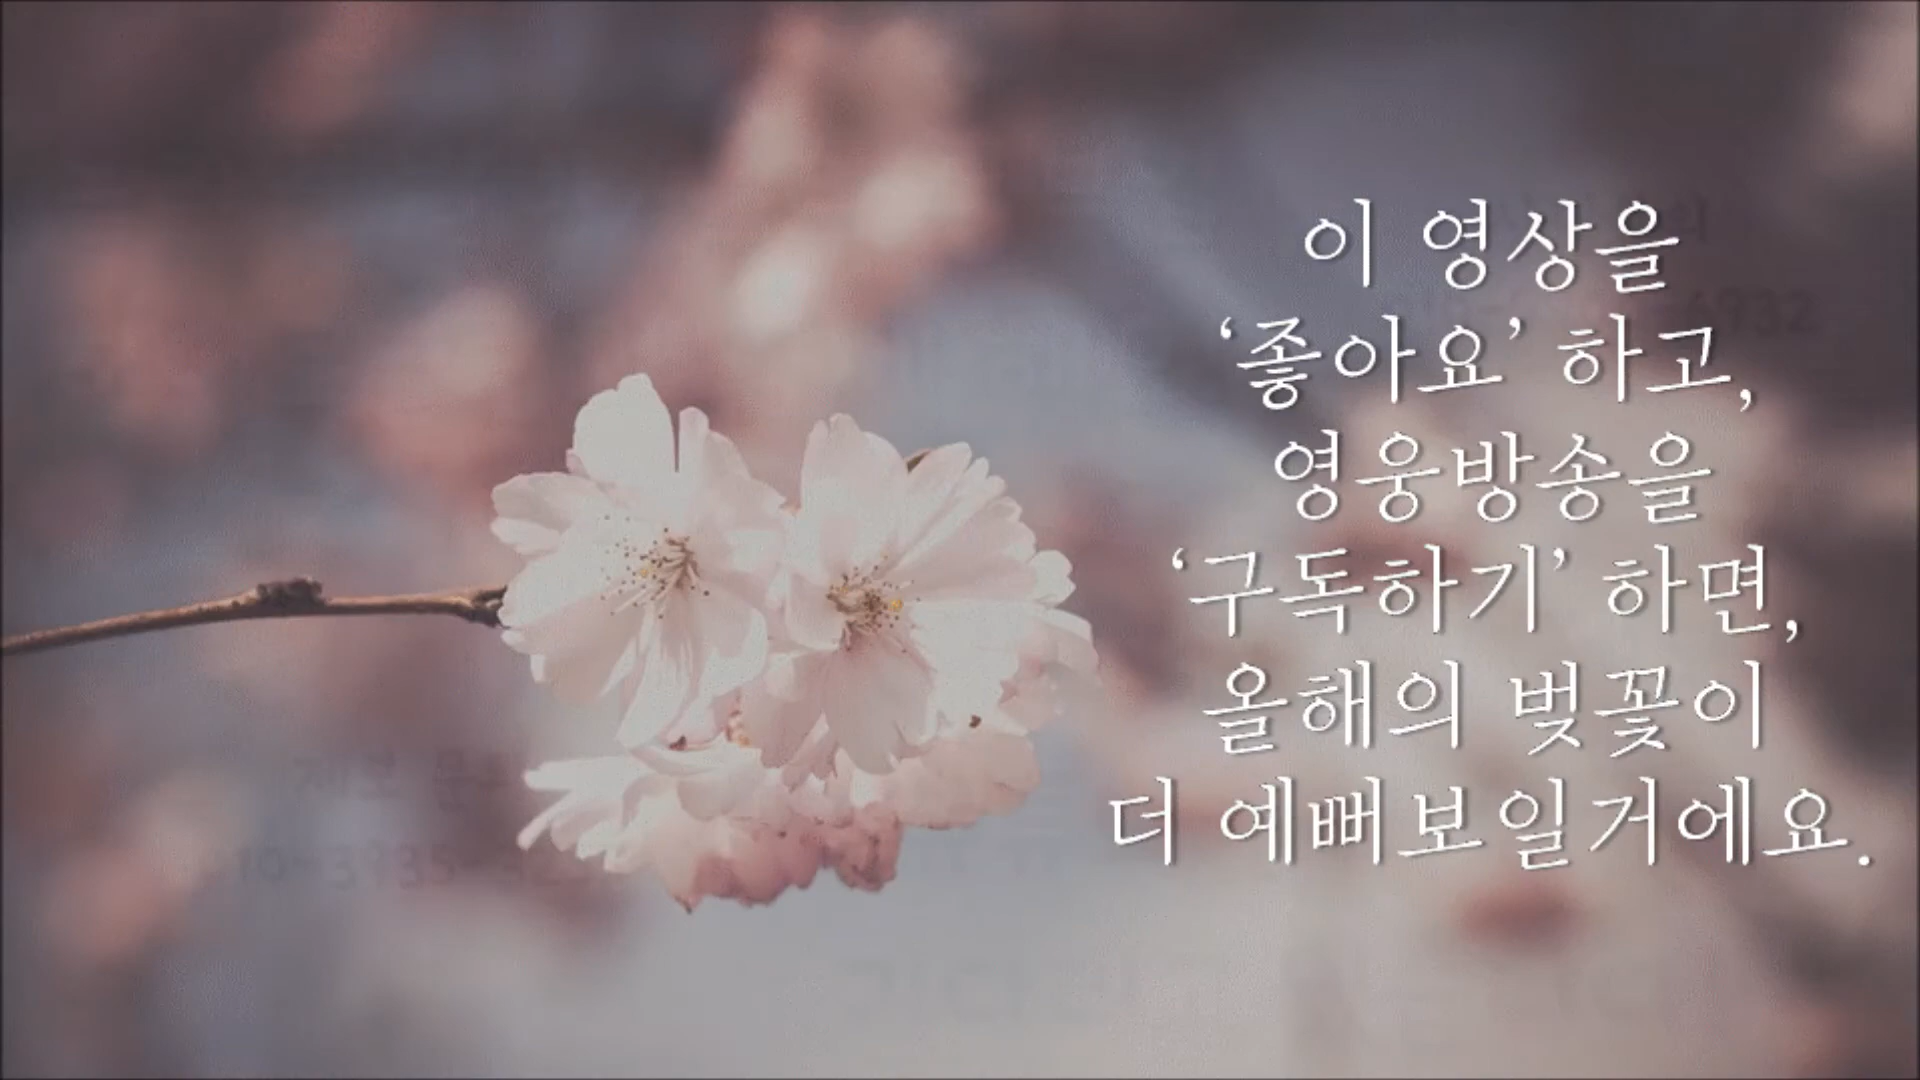 이 영상을
‘좋아요’ 하고,
영웅방송을
‘구독하기’ 하면,
올해의 벚꽃이
더 예뻐보일거에요.